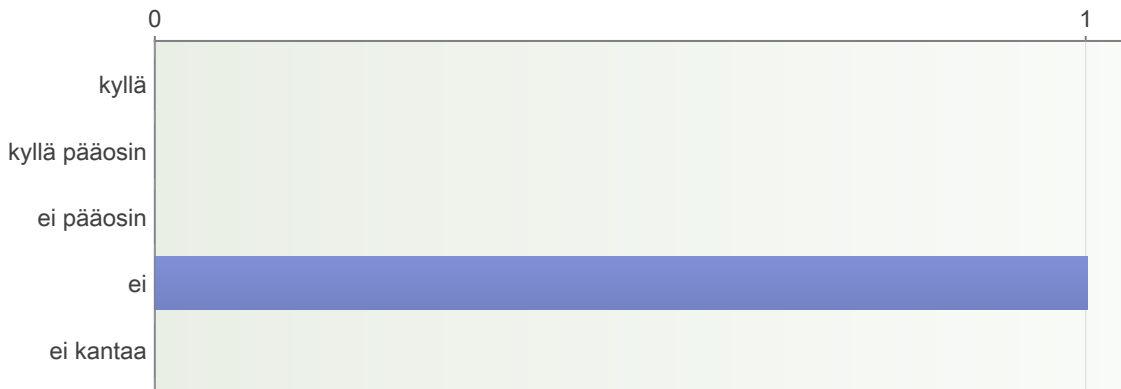 0 1
kyllä
kyllä pääosin
ei pääosin
ei
ei kantaa